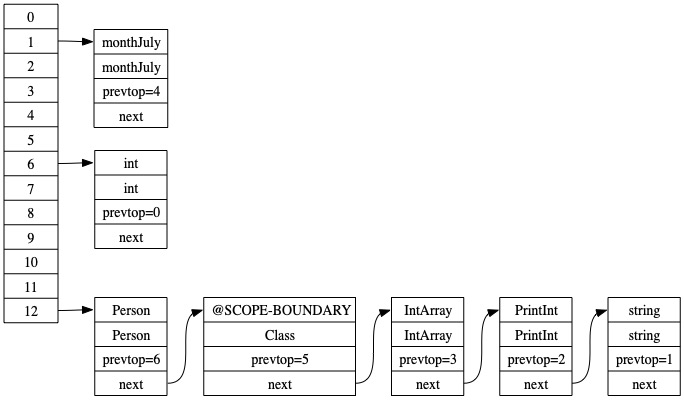 0
1
2
3
4
5
6
7
8
9
10
11
12
monthJuly
monthJuly
prevtop=4
next
int
int
prevtop=0
next
Person
Person
prevtop=6
next
@SCOPE-BOUNDARY
Class
prevtop=5
next
IntArray
IntArray
prevtop=3
next
PrintInt
PrintInt
prevtop=2
next
string
string
prevtop=1
next